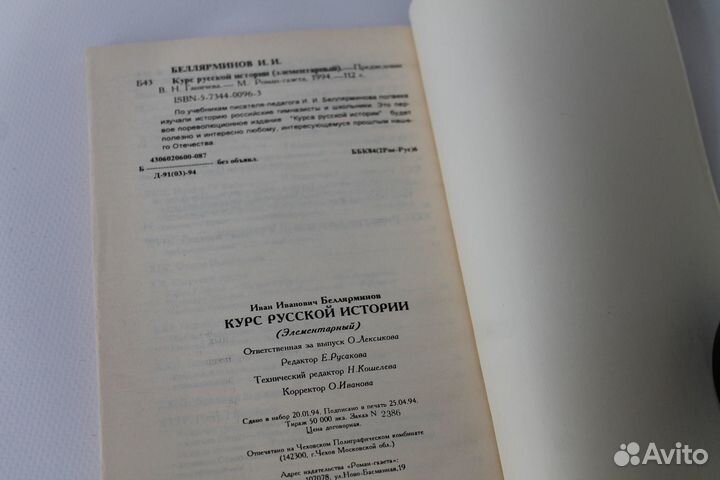 БЕЛЛЯРМИНОВ И. И.
Б43 Курс русской истории (элементарный).—Предисловие
В. Н. Ганичева.— М. Роман-газета, 1994.—112 с.
ISBN-5-7344-0096-3
По учебникам писателя-педагога И. И. Беллярминова полвека
изучали историю российские гимназисты и школьники. Это пер-
вое пореволюционное издание "Курса русской истории" будет
полезно и интересно любому, интересующемуся прошлым наше-
го Отечества.
4306020600-087
Б без объявл. ББК84(2Рос-Рус)6
Д-91(03)-94
Иван Иванович Беллярминов
КУРС РУССКОЙ ИСТОРИИ
(Элементарный)
Ответственная за выпуск О.Лексикова
Редактор Е.Русакова
Технический редактор Н.Кошелева
Корректор О.Иванова
Сдано в набор 20.01.94. Подписано в печать 25.04.94.
Тираж 50 000 экз. Заказ N 2386
Цена договорная.
Отпечатано на Чеховском Полиграфическом комбинате
(142300, г.Чехов Московской обл.)
Адрес издательства «Роман-газета»:
107078, ул.Ново-Басманная,19
Avito